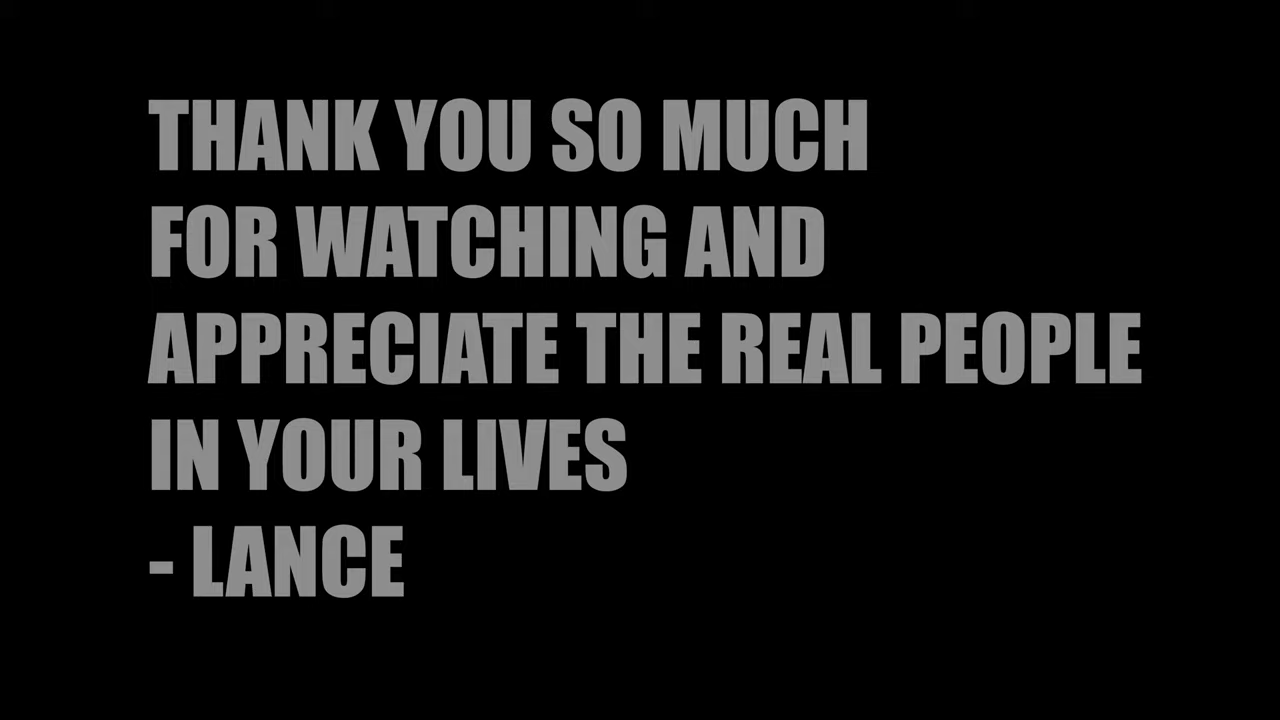 THANK YOU SO MUCH
FOR WATCHING AND
APPRECIATE THE REAL PEOPLE
IN YOUR LIVES
- LANCE